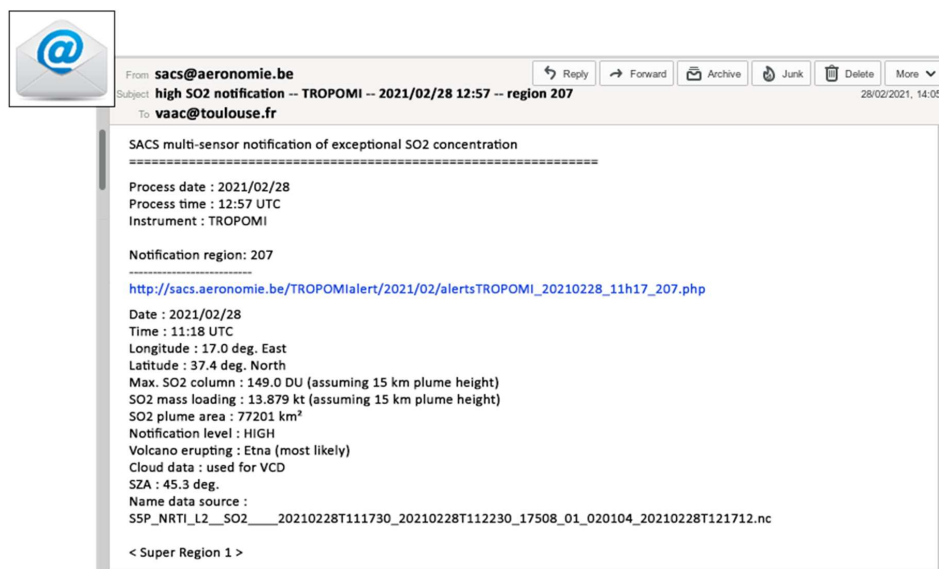 From sacs@aeronomie.be
Reply Forward Archive Junk Delete More
Subject high SO2 notification -- TROPOMI -- 2021/02/28 12:57 -- region 207
28/02/2021, 14:05
To vaac@toulouse.fr
SACS multi-sensor notification of exceptional SO2 concentration
==================================================================
Process date : 2021/02/28
Process time : 12:57 UTC
Instrument : TROPOMI
Notification region: 207
--------------------------
http://sacs.aeronomie.be/TROPOMIalert/2021/02/alertsTROPOMI_20210228_11h17_207.php
Date : 2021/02/28
Time : 11:18 UTC
Longitude : 17.0 deg. East
Latitude : 37.4 deg. North
Max. SO2 column : 149.0 DU (assuming 15 km plume height)
SO2 mass loading : 13.879 kt (assuming 15 km plume height)
SO2 plume area : 77201 km²
Notification level : HIGH
Volcano erupting : Etna (most likely)
Cloud data : used for VCD
SZA : 45.3 deg.
Name data source :
S5P_NRTI_L2__SO2____20210228T111730_20210228T112230_17508_01_020104_20210228T121712.nc
< Super Region 1 >